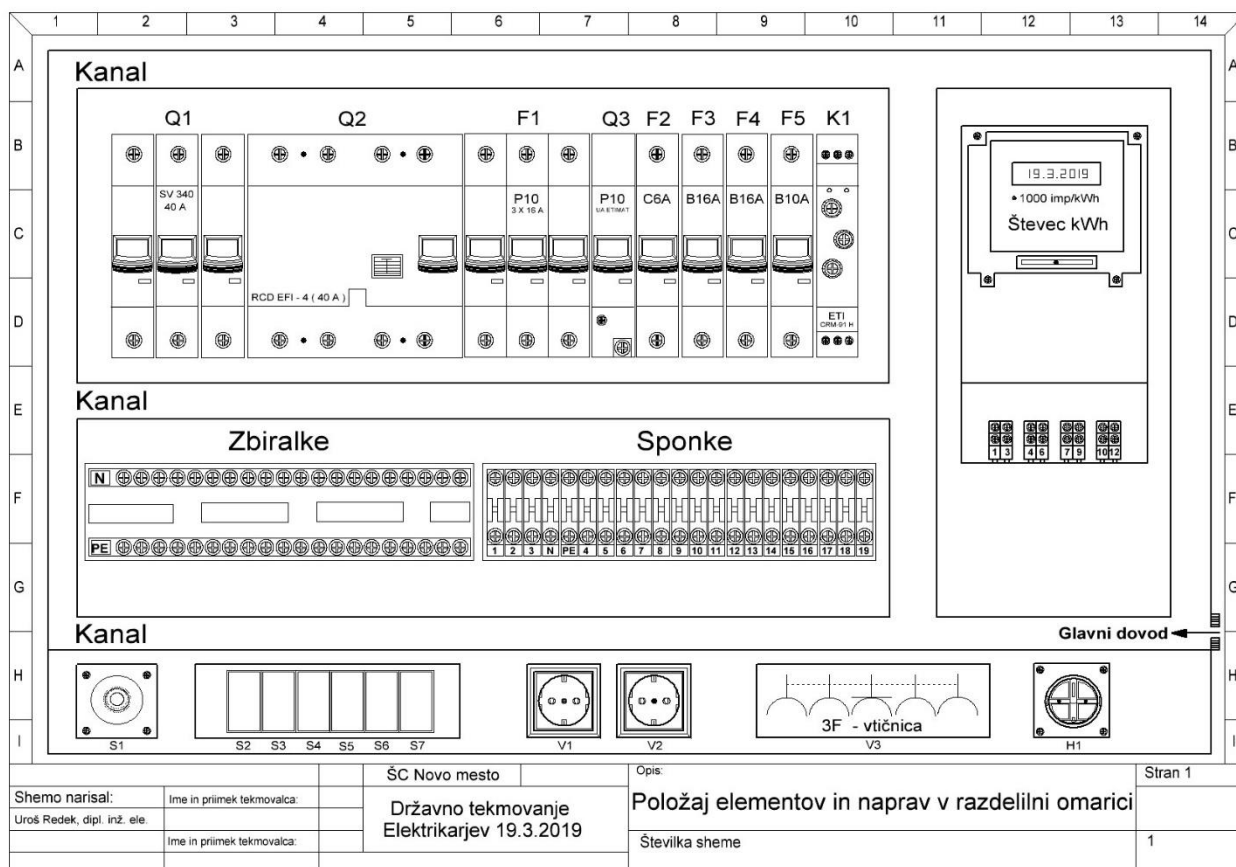 1 2 3 4 5 6 7 8 9 10 11 12 13 14
A A
Kanal
Q1 Q2 F1 Q3 F2 F3 F4 F5 K1
B B
19.3.2019
SV 340 P10 P10 C6A B16A B16A B10A
40 A 3 X 16 A UA ETIMAT
1000 imp/kWh
Števec kWh
C C
RCD EFI - 4 ( 40 A )
ETI
CRM-91 H
D D
Kanal
E E
Zbiralke Sponke
1 3 4 6 7 9 10 12
N
F F
PE 1 2 3 N PE 4 5 6 7 8 9 10 11 12 13 14 15 16 17 18 19
G G
Kanal
Glavni dovod
H H
3F - vtičnica
I I
S1 S2 S3 S4 S5 S6 S7 V1 V2 V3 H1
ŠC Novo mesto Opis: Stran 1
Shemo narisal: Ime in priimek tekmovalca:
Državno tekmovanje
Elektrikarjev 19.3.2019
Položaj elementov in naprav v razdelilni omarici
Uroš Redek, dipl. inž. ele.
Ime in priimek tekmovalca:
Številka sheme 1